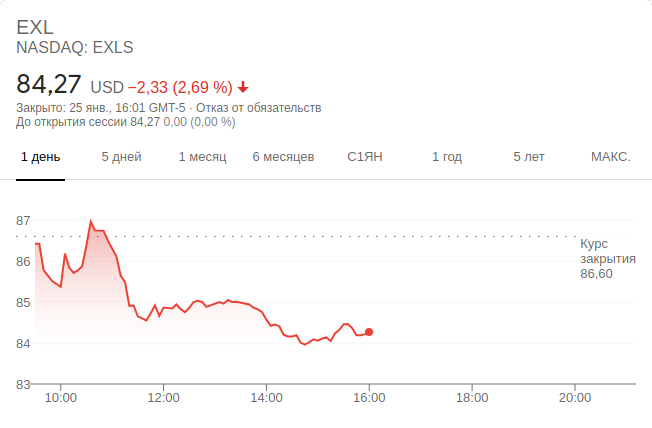 EXL
NASDAQ: EXLS
84,27 USD −2,33 (2,69 %)
Закрыто: 25 янв., 16:01 GMT-5 · Отказ от обязательств
До открытия сессии 84,27 0,00 (0,00 %)
1 день 5 дней 1 месяц 6 месяцев С1ЯН 1 год 5 лет МАКС.
87
Курс
закрытия
86,60
86
85
84
83
10:00 12:00 14:00 16:00 18:00 20:00